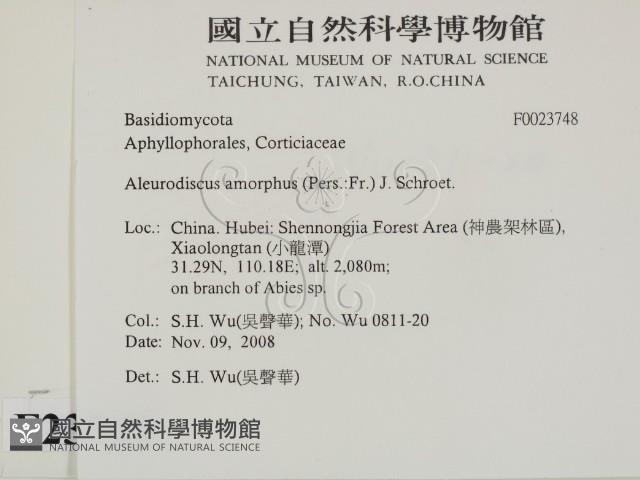 國立自然科學博物館
NATIONAL MUSEUM OF NATURAL SCIENCE
TAICHUNG, TAIWAN, R.O.CHINA
Basidiomycota F0023748
Aphyllophorales, Corticiaceae
Aleurodiscus amorphus (Pers.:Fr.) J. Schroet.
Loc.: China. Hubei: Shennongjia Forest Area (神農架林區),
Xiaolongtan (小龍潭)
31.29N, 110.18E; alt. 2,080m;
on branch of Abies sp.
Col.: S.H. Wu(吳聲華); No. Wu 0811-20
Date: Nov. 09, 2008
Det.: S.H. Wu(吳聲華)
國立自然科學博物館
NATIONAL MUSEUM OF NATURAL SCIENCE